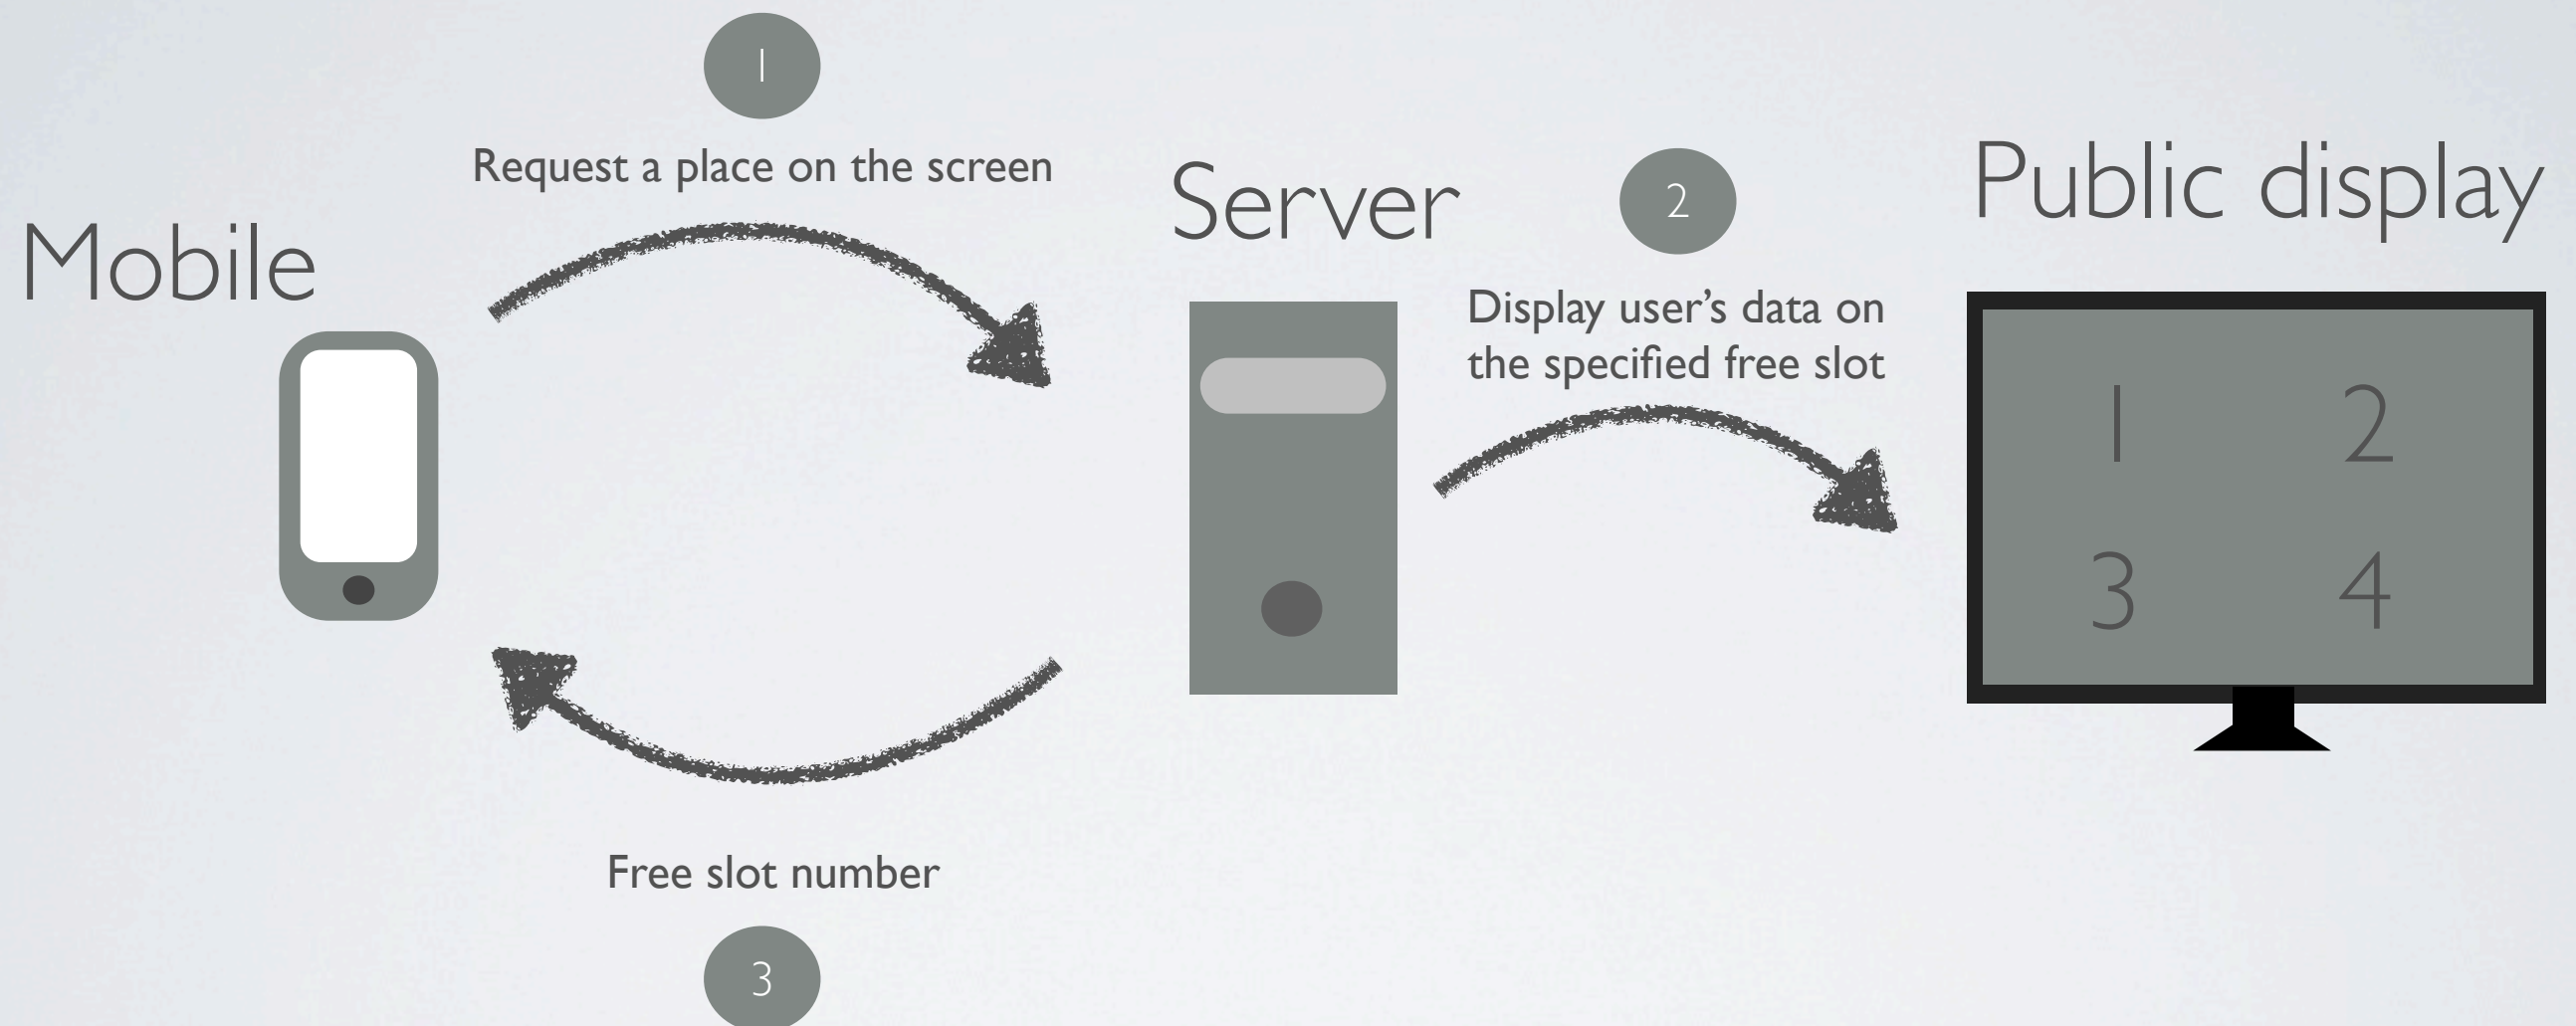 1
Request a place on the screen
Mobile
Server
2
Public display
Display user's data on
the specified free slot
1 2
3 4
Free slot number
3